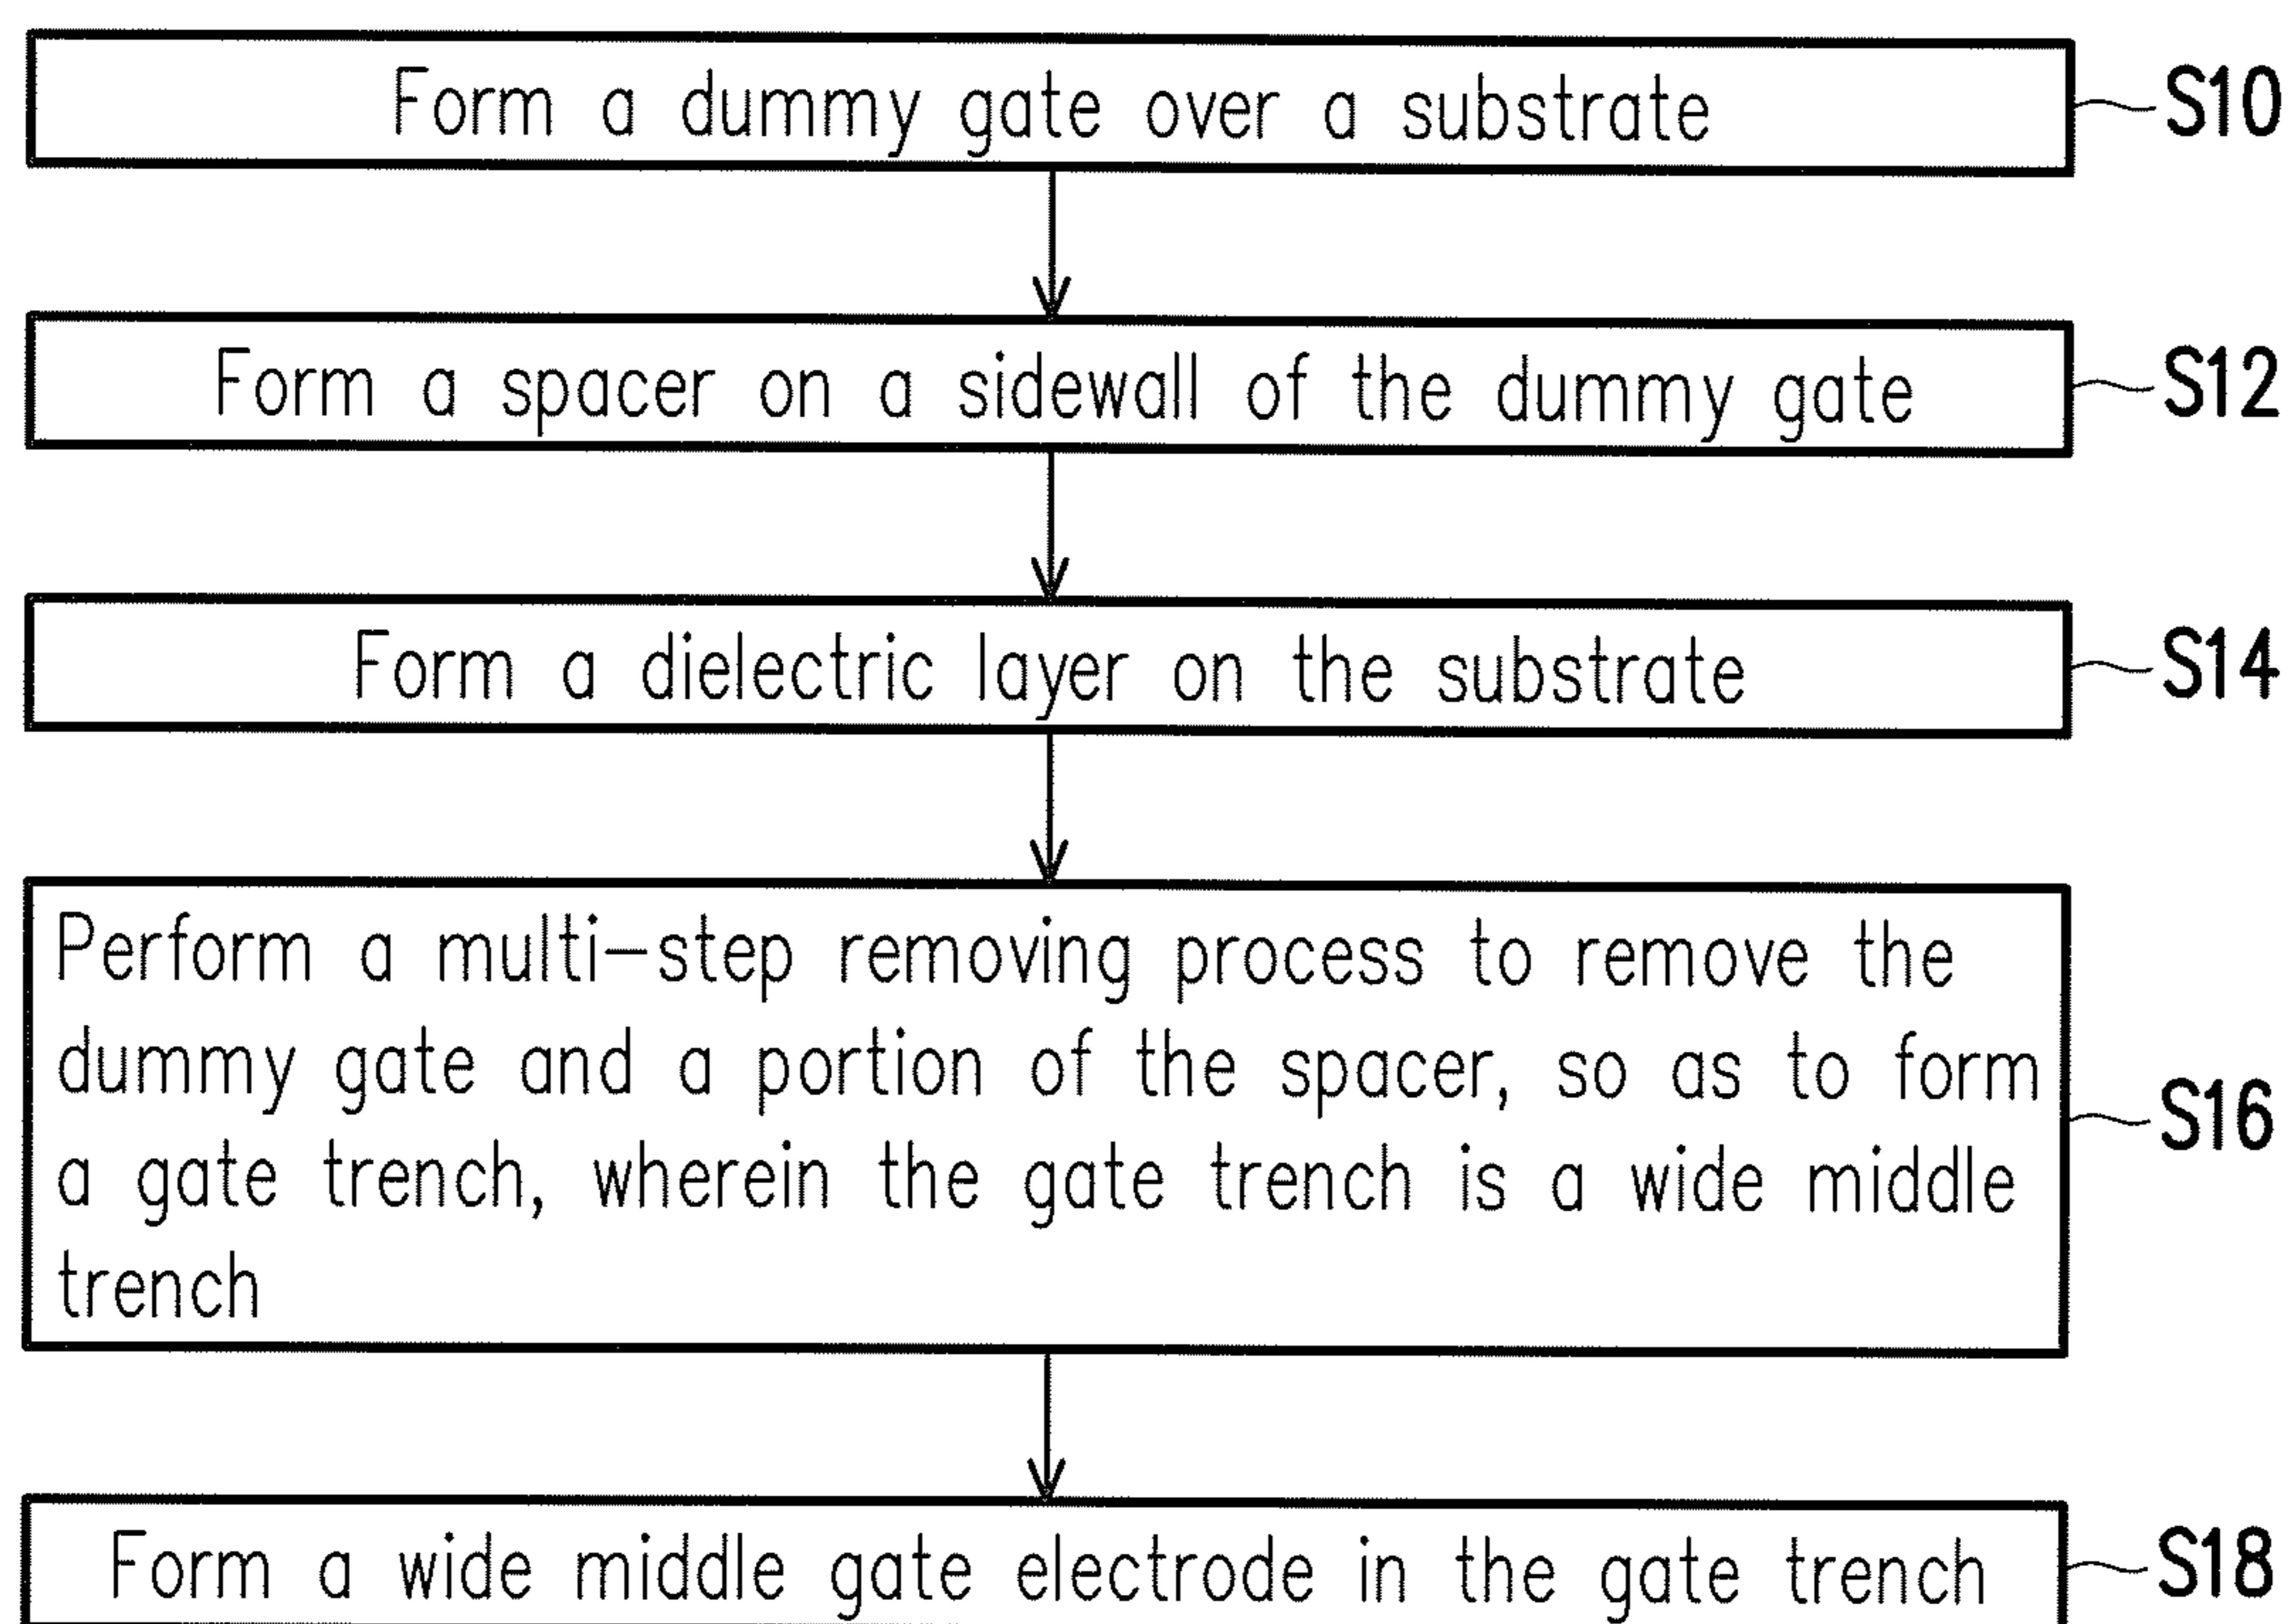 Form a dummy gate over a substrate
S10
Form a spacer on a sidewall of the dummy gate
S12
Form a dielectric layer on the substrate
S14
Perform a multi-step removing process to remove the
dummy gate and a portion of the spacer, so as to form
a gate trench, wherein the gate trench is a wide middle
trench
S16
Form a wide middle gate electrode in the gate trench
S18